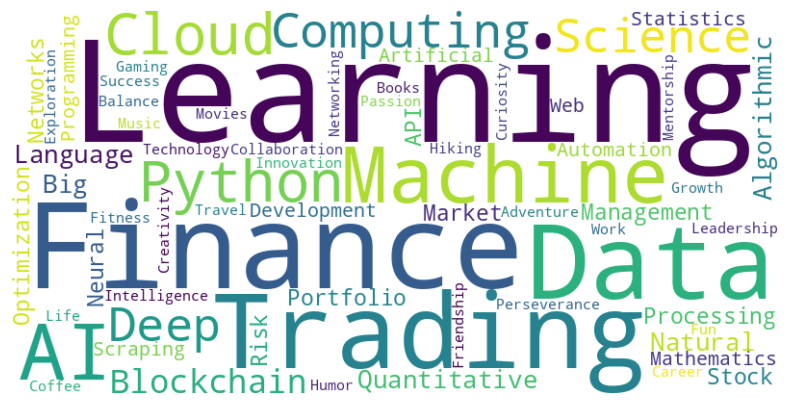 Cloud
Computing
Science
Statistics
Learning
Networks
Programming
Exploration
Gaming
Success
Balance
Music
Movies
Networking
Artificial
Books
Passion
API
Curiosity
Web
Mentorship
Algorithmic
Language
Technology
Collaboration
Innovation
Hiking
Automation
Big
Python
Machine
Growth
Optimization
Neural
Fitness
Creativity
Travel
Development
Market
Adventure
Management
Work
Leadership
Finance
Data
Intelligence
Trading
Portfolio
Friendship
Perseverance
Processing
Life
AI
Deep
Risk
Scraping
Fun
Natural
Mathematics
Coffee
Blockchain
Humor
Quantitative
Career
Stock